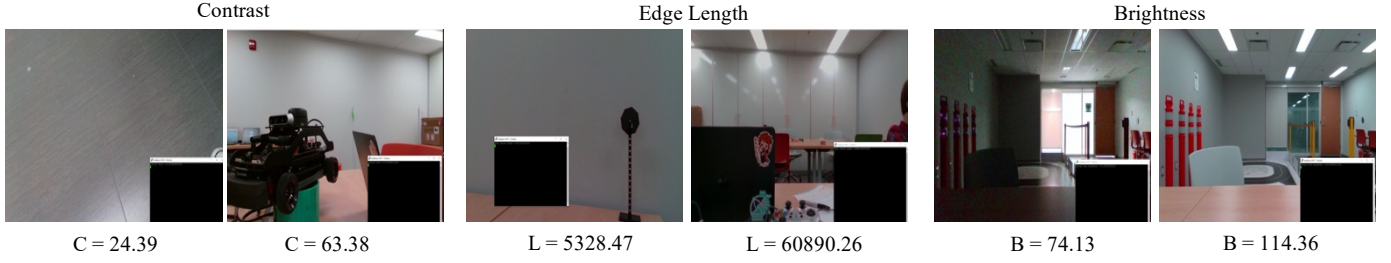 Contrast
Edge Length
Brightness
C = 24.39
C = 63.38
L = 5328.47
L = 60890.26
B = 74.13
B = 114.36